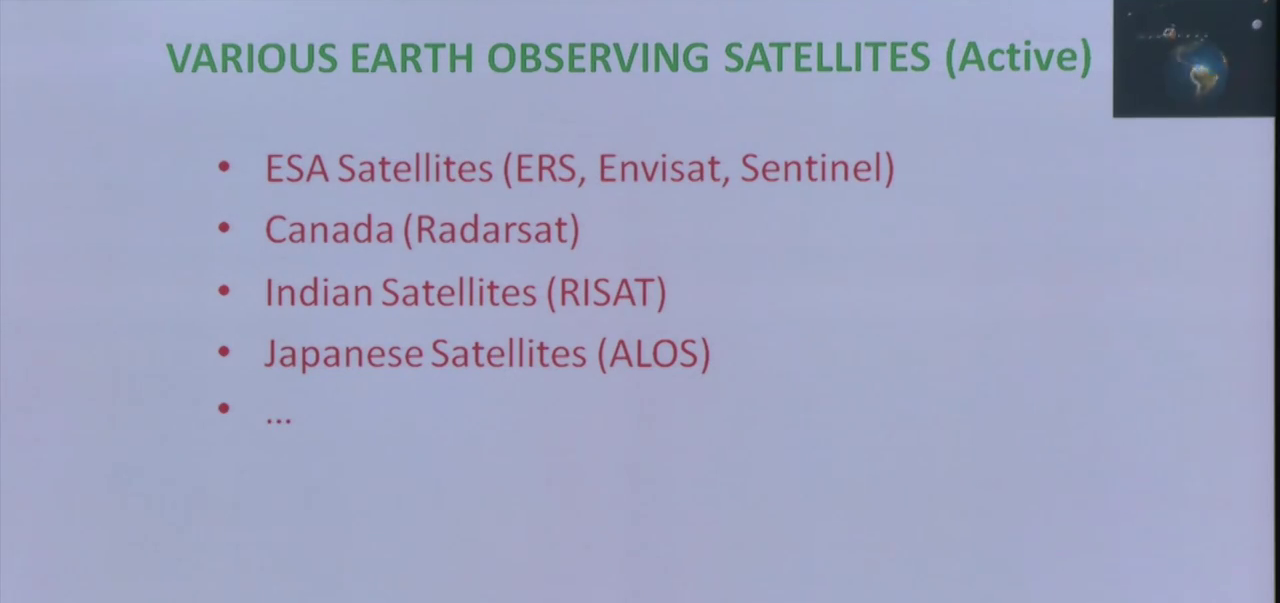 VARIOUS EARTH OBSERVING SATELLITES (Active)
• ESA Satellites (ERS, Envisat, Sentinel)
• Canada (Radarsat)
• Indian Satellites (RISAT)
• Japanese Satellites (ALOS)
• ...